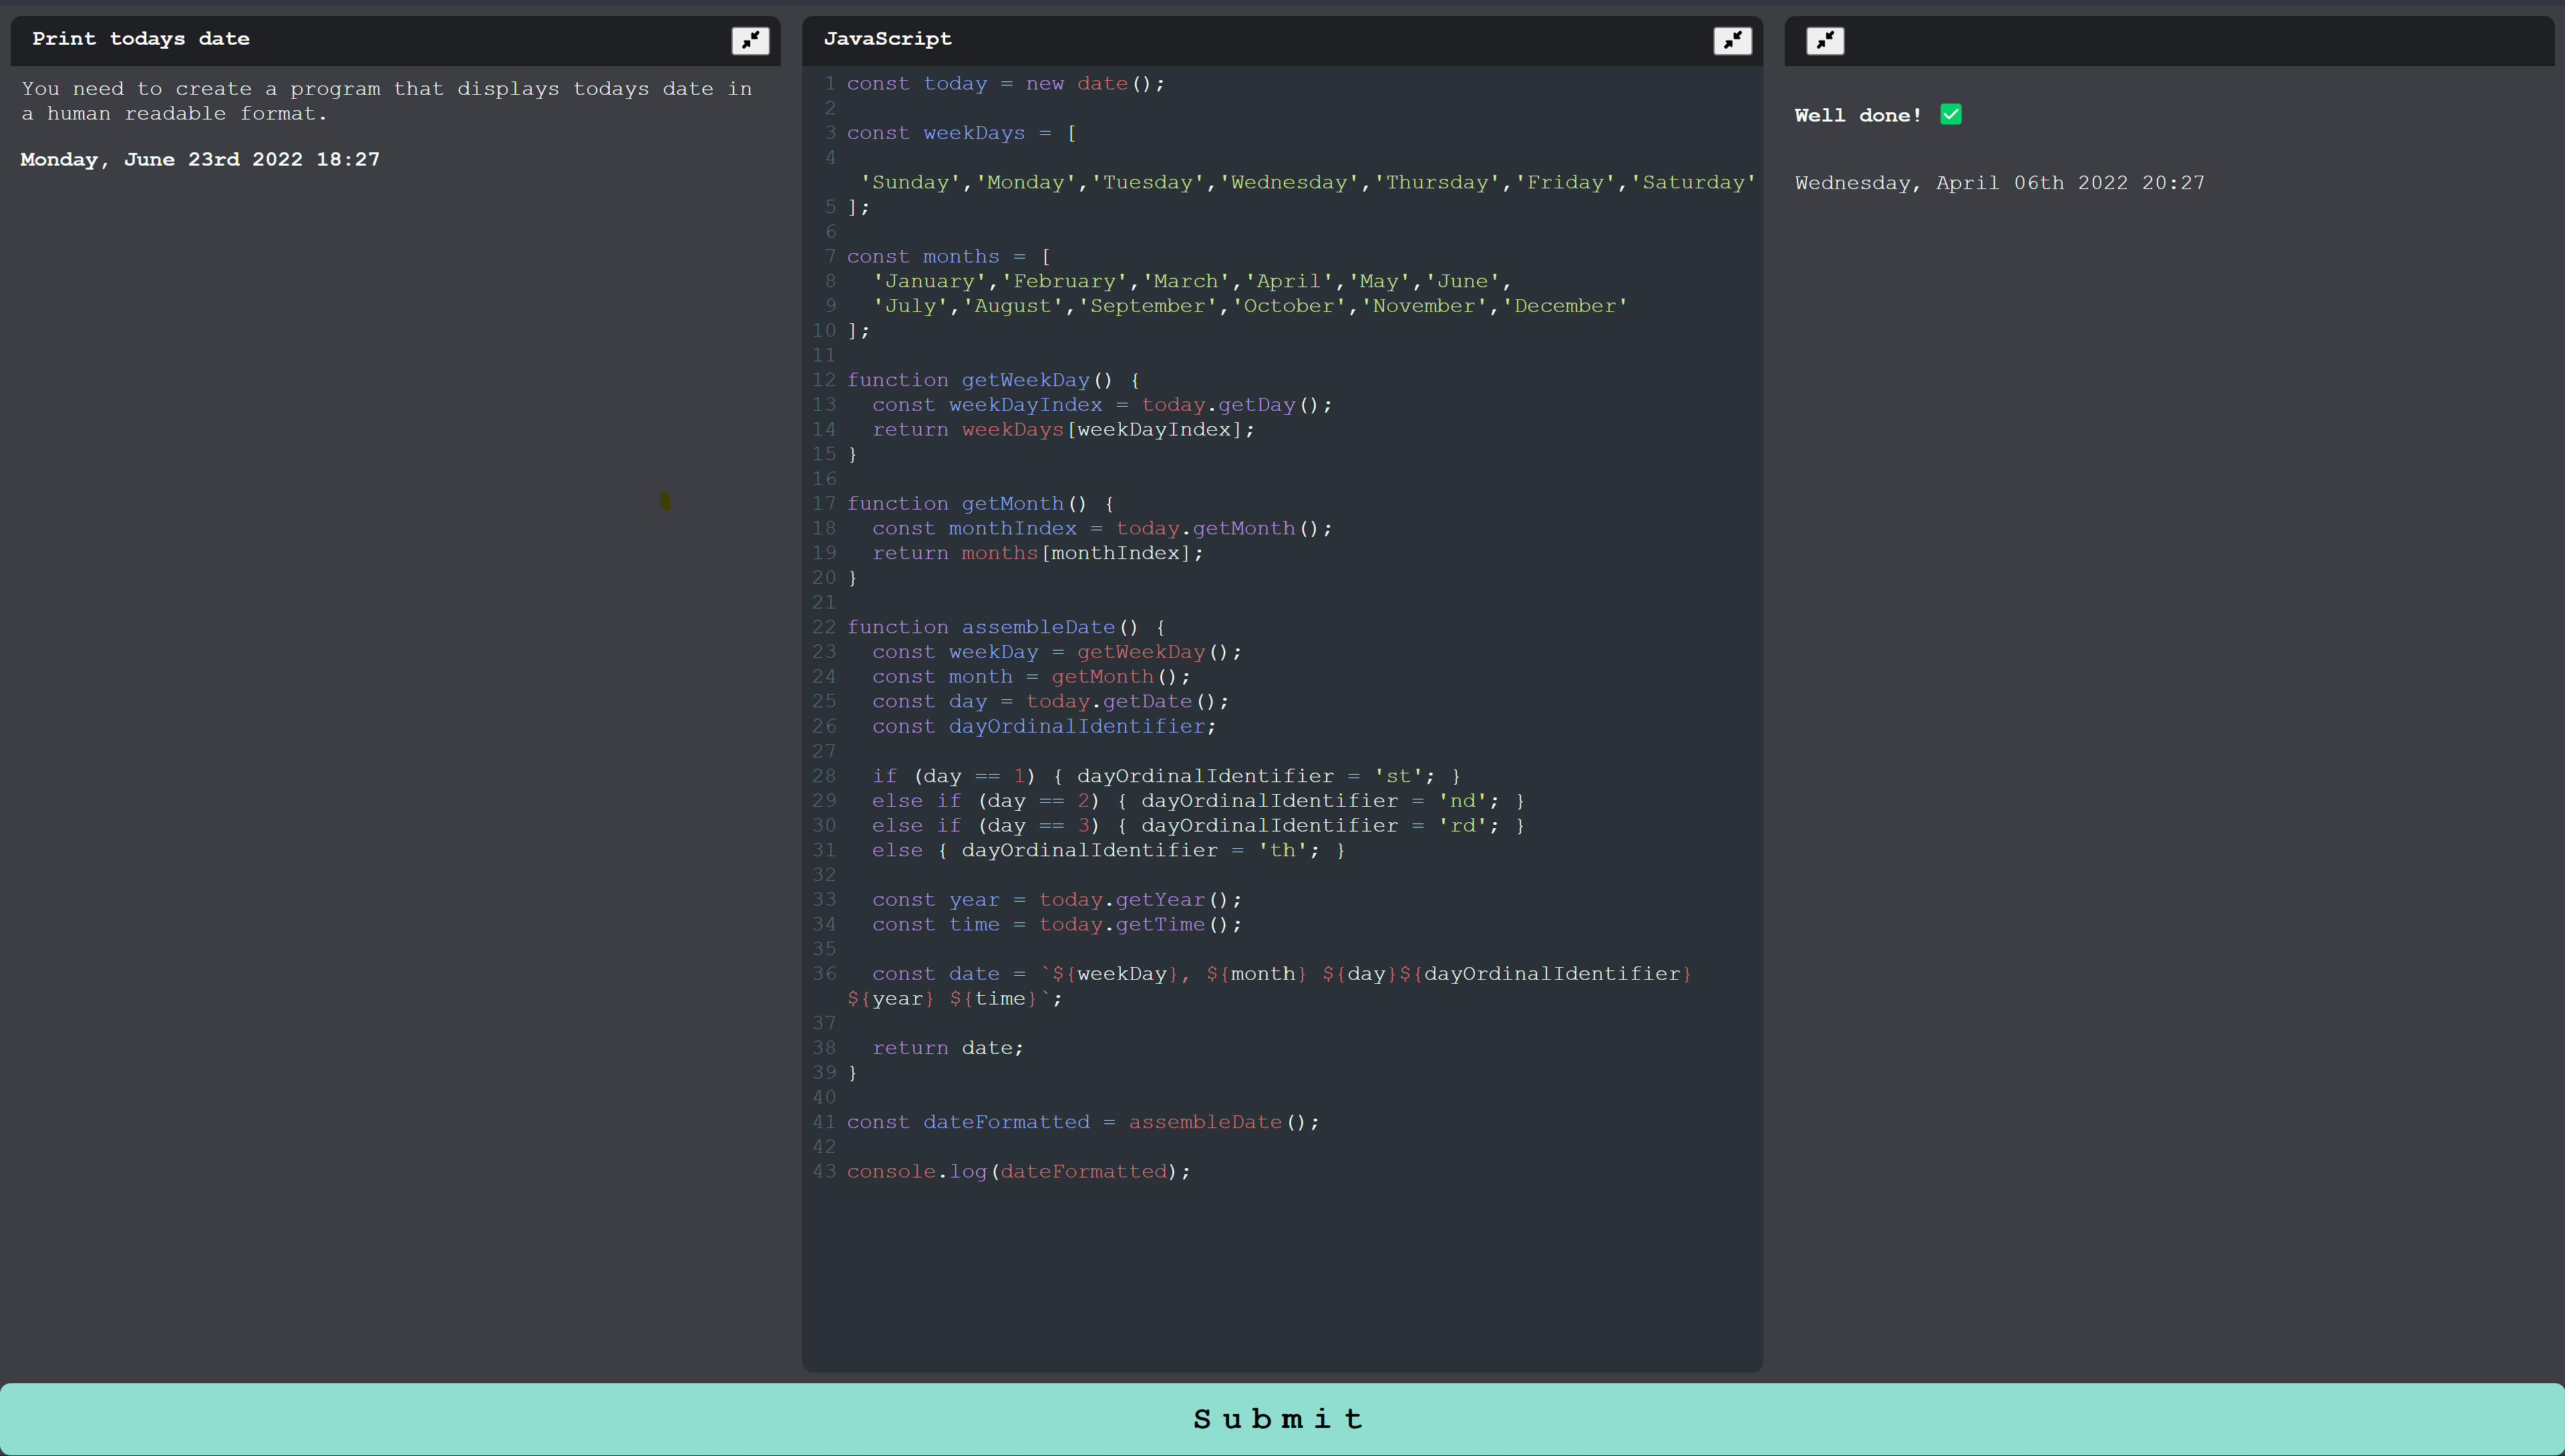 Print todays date
You need to create a program that displays todays date in
a human readable format.
Monday, June 23rd 2022 18:27
JavaScript
1 const today = new date();
2
3 const weekDays = [
4
'Sunday','Monday','Tuesday','Wednesday','Thursday','Friday','Saturday'
5 ];
6
7 const months = [
8 'January','February','March','April','May','June',
9 'July','August','September','October','November','December'
10 ];
11
12 function getWeekDay() {
13 const weekDayIndex = today.getDay();
14 return weekDays[weekDayIndex];
15 }
16
17 function getMonth() {
18 const monthIndex = today.getMonth();
19 return months[monthIndex];
20 }
21
22 function assembleDate() {
23 const weekDay = getWeekDay();
24 const month = getMonth();
25 const day = today.getDate();
26 const dayOrdinalIdentifier;
27
28 if (day == 1) { dayOrdinalIdentifier = 'st'; }
29 else if (day == 2) { dayOrdinalIdentifier = 'nd'; }
30 else if (day == 3) { dayOrdinalIdentifier = 'rd'; }
31 else { dayOrdinalIdentifier = 'th'; }
32
33 const year = today.getYear();
34 const time = today.getTime();
35
36 const date = `${weekDay}, ${month} ${day}${dayOrdinalIdentifier}
${year} ${time}`;
37
38 return date;
39 }
40
41 const dateFormatted = assembleDate();
42
43 console.log(dateFormatted);
Well done! ✅
Wednesday, April 06th 2022 20:27
Submit